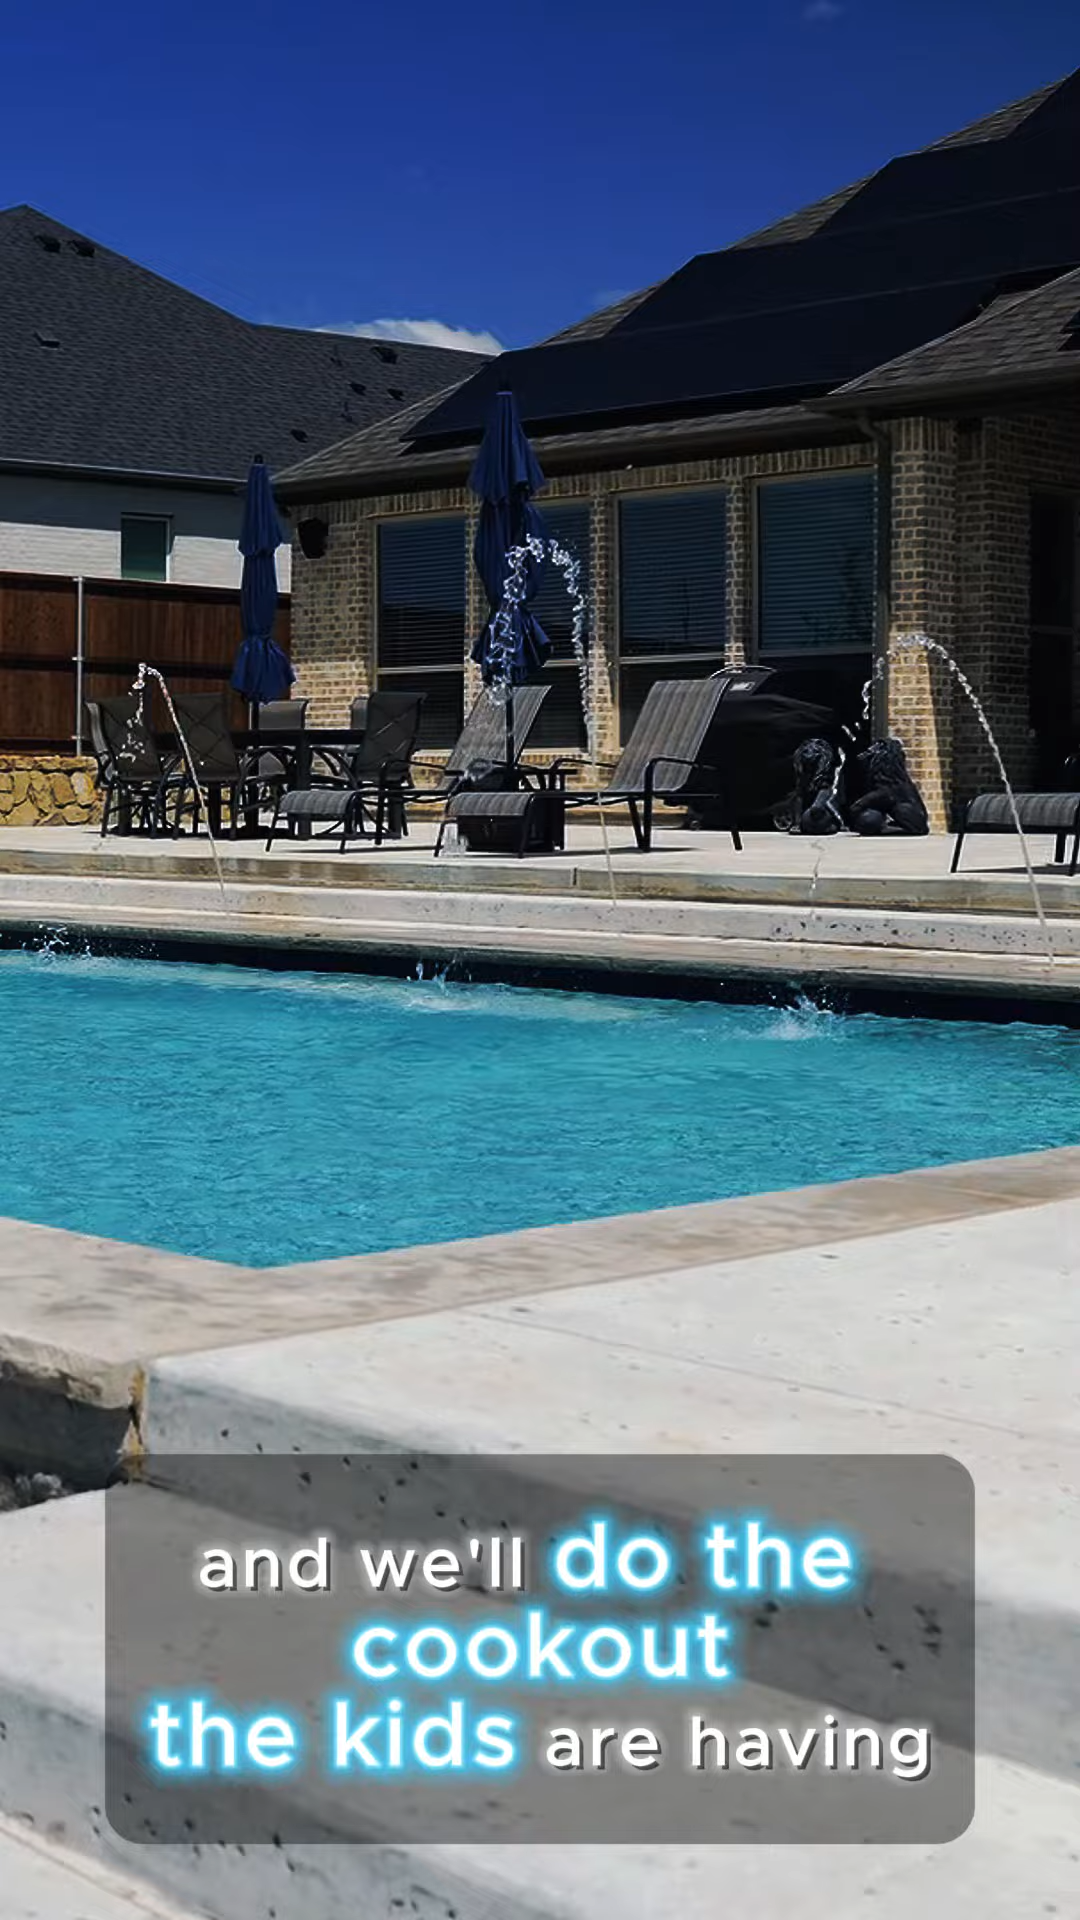 and we'll do the
cookout
the kids are having